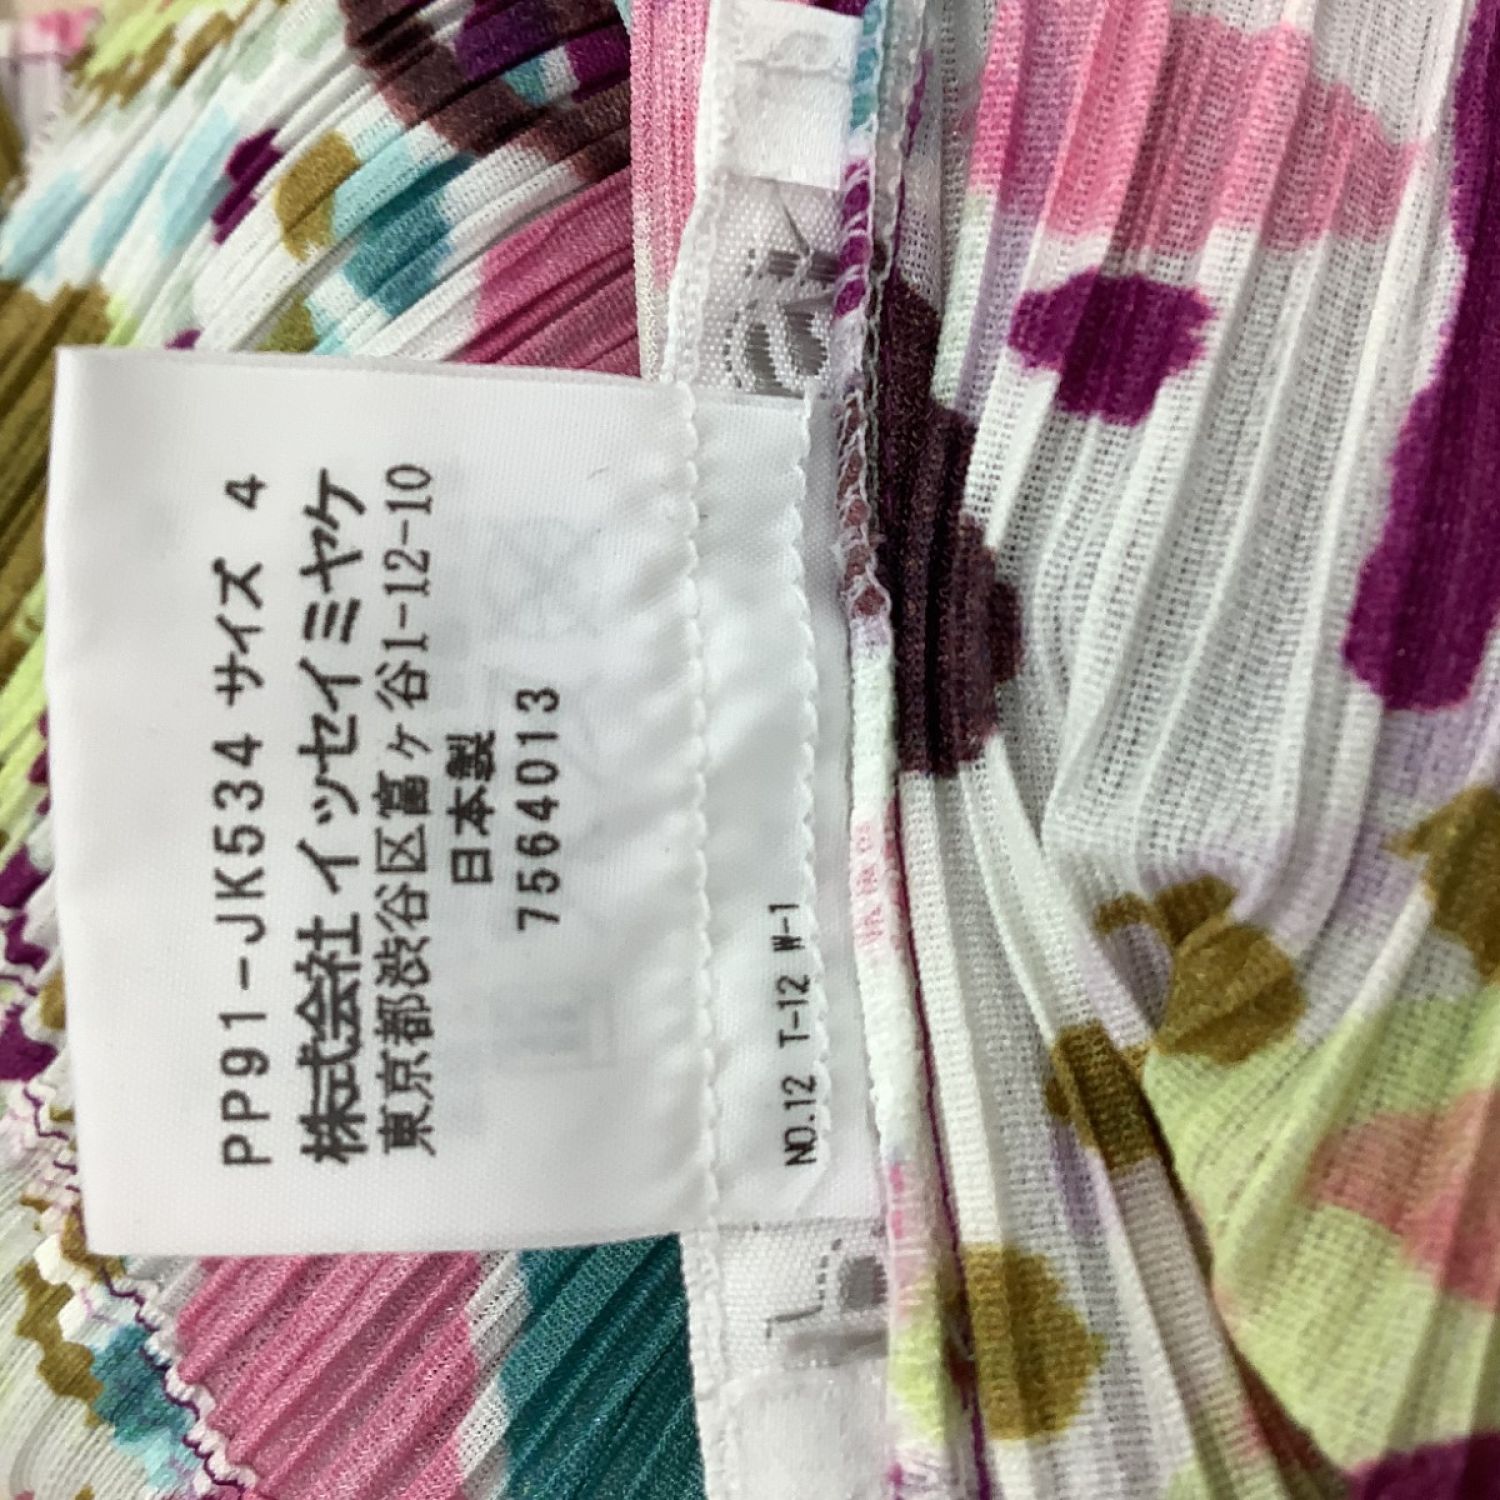 PP91-JK534 サイズ 4
株式会社 イッセイミヤケ
東京都渋谷区富ヶ谷1-12-10
日本製
7564013
NO.12 T-12 W-1